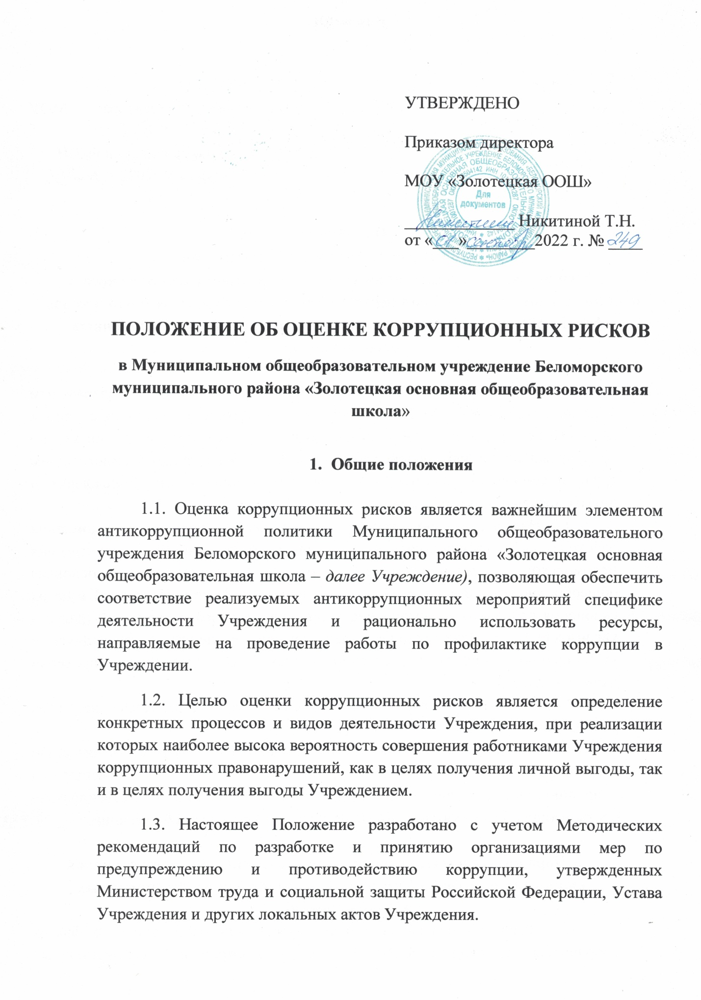 УТВЕРЖДЕНО
Приказом директора
МОУ «Золотецкая ООШ»
Для
документов
Никитиной Т.Н.
от «01» сентября 2022 г. № 249
ПОЛОЖЕНИЕ ОБ ОЦЕНКЕ КОРРУПЦИОННЫХ РИСКОВ
в Муниципальном общеобразовательном учреждение Беломорского
муниципального района «Золотецкая основная общеобразовательная
школа»
1. Общие положения
1.1. Оценка коррупционных рисков является важнейшим элементом
антикоррупционной политики Муниципального общеобразовательного
учреждения Беломорского муниципального района «Золотецкая основная
общеобразовательная школа – далее Учреждение), позволяющая обеспечить
соответствие реализуемых антикоррупционных мероприятий специфике
деятельности Учреждения и рационально использовать ресурсы,
направляемые на проведение работы по профилактике коррупции в
Учреждении.
1.2. Целью оценки коррупционных рисков является определение
конкретных процессов и видов деятельности Учреждения, при реализации
которых наиболее высока вероятность совершения работниками Учреждения
коррупционных правонарушений, как в целях получения личной выгоды, так
и в целях получения выгоды Учреждением.
1.3. Настоящее Положение разработано с учетом Методических
рекомендаций по разработке и принятию организациями мер по
предупреждению и противодействию коррупции, утвержденных
Министерством труда и социальной защиты Российской Федерации, Устава
Учреждения и других локальных актов Учреждения.